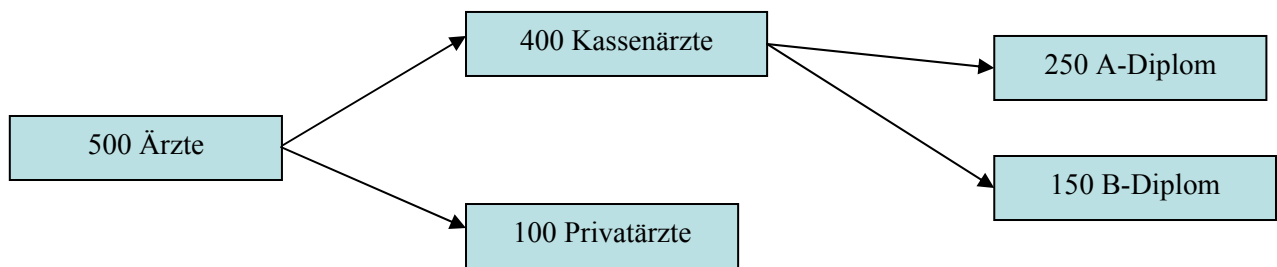 400 Kassenärzte
250 A-Diplom
500 Ärzte
150 B-Diplom
100 Privatärzte